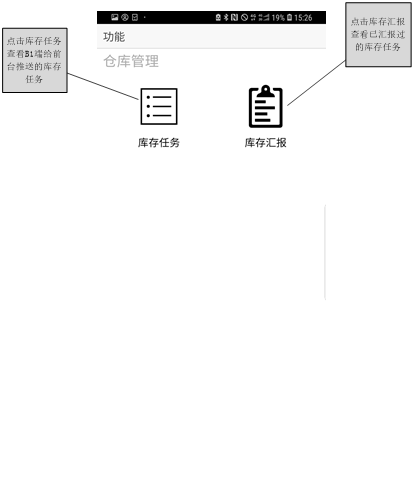 点击库存任务
查看B1端给前
台推送的库存
任务
点击库存汇报
查看已汇报过
的库存任务
19% 15:26
功能
仓库管理
库存任务
库存汇报